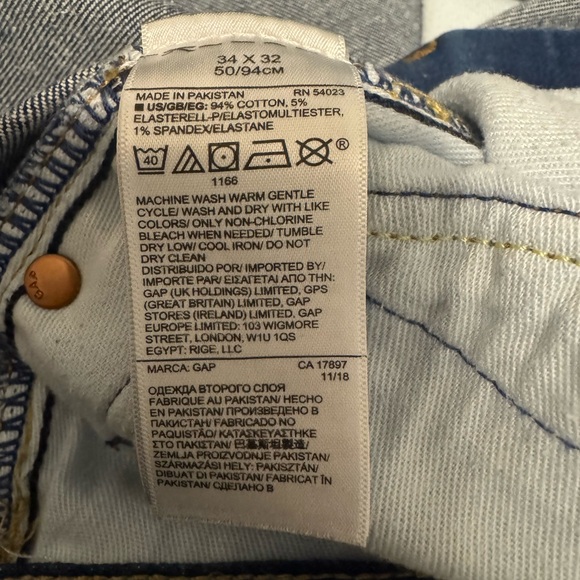 34 X 32
50/94CM
MADE IN PAKISTAN RN 54023
US/GB/EG: 94% COTTON, 5%
ELASTERELL-P/ELASTOMULTIESTER,
1% SPANDEX/ELASTANE
40 ®
1166
MACHINE WASH WARM GENTLE
CYCLE/ WASH AND DRY WITH LIKE
COLORS/ ONLY NON-CHLORINE
BLEACH WHEN NEEDED/ TUMBLE
DRY LOW/ COOL IRON/ DO NOT
DRY CLEAN
DISTRIBUIDO POR/ IMPORTED BY/
IMPORTE PAR/ ΕΙΣΑΓΕΤΑΙ ΑΠΟ ΤΗΝ:
GAP (UK HOLDINGS) LIMITED, GPS
(GREAT BRITAIN) LIMITED, GAP
STORES (IRELAND) LIMITED, GAP
EUROPE LIMITED: 103 WIGMORE
STREET, LONDON, W1U 1QS
EGYPT: RIGE, LLC
MARCA: GAP CA 17897
11/18
ОДЕЖДА ВТОРОГО СЛОЯ
FABRIQUE AU PAKISTAN/ HECHO
EN PAKISTAN/ ПРОИЗВЕДЕНО В
ПАКИСТАН/ FABRICADO NO
PAQUISTÃO/ ΚΑΤΑΣΚΕΥΑΣΤΗΚΕ
ΣΤΟ ΠΑΚΙΣΤΑΝ/ 巴基斯坦製造/
ZEMLJA PROIZVODNJE PAKISTAN/
SZÁRMAZÁSI HELY: PAKISZTÁN/
DIBUAT DI PAKISTAN/ FABRICAT ÎN
PAKISTAN/ СДЕЛАНО В
GAP